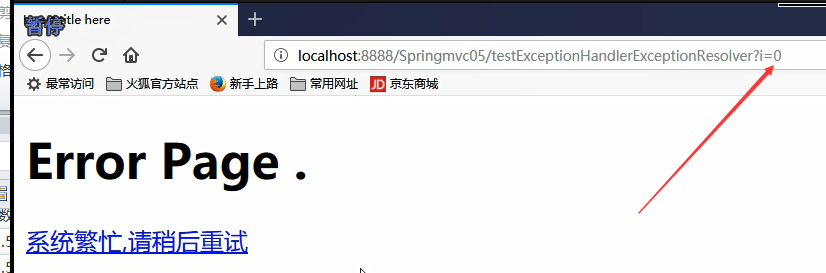 暂停
title here
localhost:8888/Springmvc05/testExceptionHandlerExceptionResolver?i=0
最常访问 火狐官方站点 新手上路 常用网址 JD 京东商城
Error Page .
系统繁忙,请稍后重试